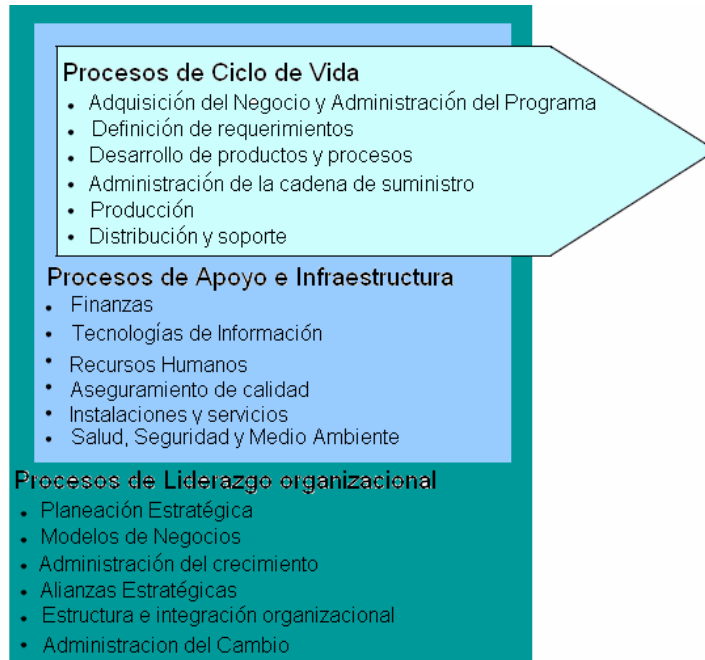 Procesos de Ciclo de Vida
• Adquisición del Negocio y Administración del Programa
• Definición de requerimientos
• Desarrollo de productos y procesos
• Administración de la cadena de suministro
• Producción
• Distribución y soporte
Procesos de Apoyo e Infraestructura
• Finanzas
• Tecnologías de Información
• Recursos Humanos
• Aseguramiento de calidad
• Instalaciones y servicios
• Salud, Seguridad y Medio Ambiente
Procesos de Liderazgo organizacional
• Planeación Estratégica
• Modelos de Negocios
• Administración del crecimiento
• Alianzas Estratégicas
• Estructura e integración organizacional
• Administracion del Cambio